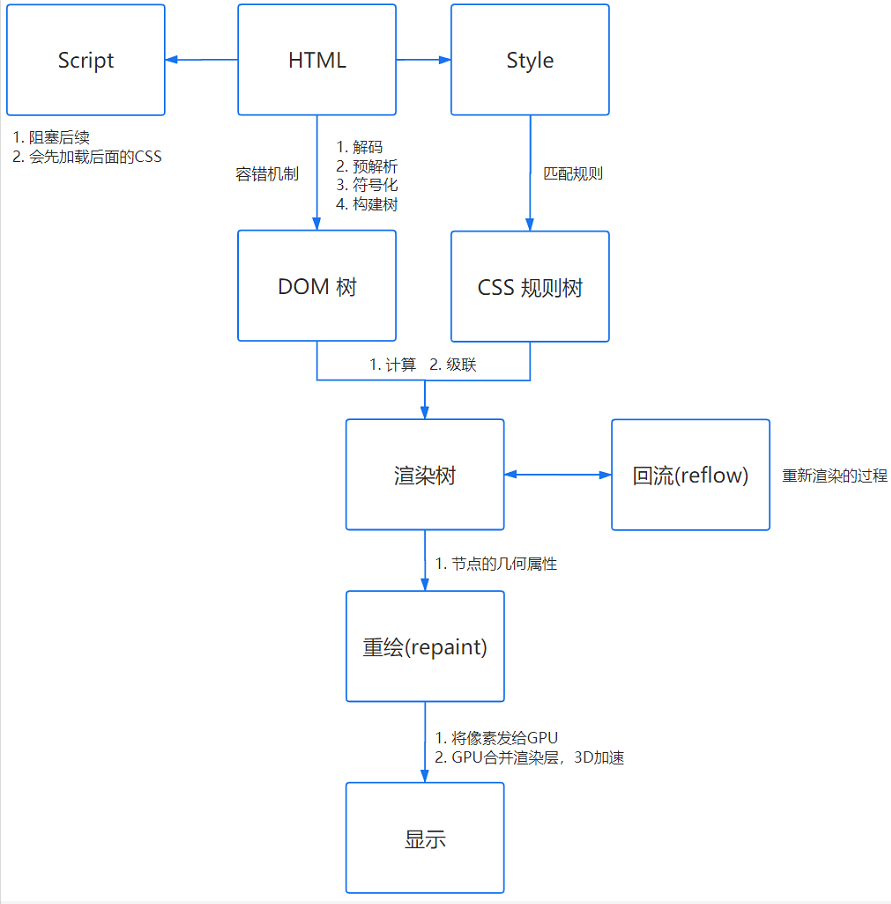 Script
HTML
Style
1. 阻塞后续
2. 会先加载后面的CSS
容错机制
1. 解码
2. 预解析
3. 符号化
4. 构建树
匹配规则
DOM 树
CSS 规则树
1. 计算 2. 级联
渲染树
回流(reflow)
重新渲染的过程
1. 节点的几何属性
重绘(repaint)
1. 将像素发给GPU
2. GPU合并渲染层，3D加速
显示